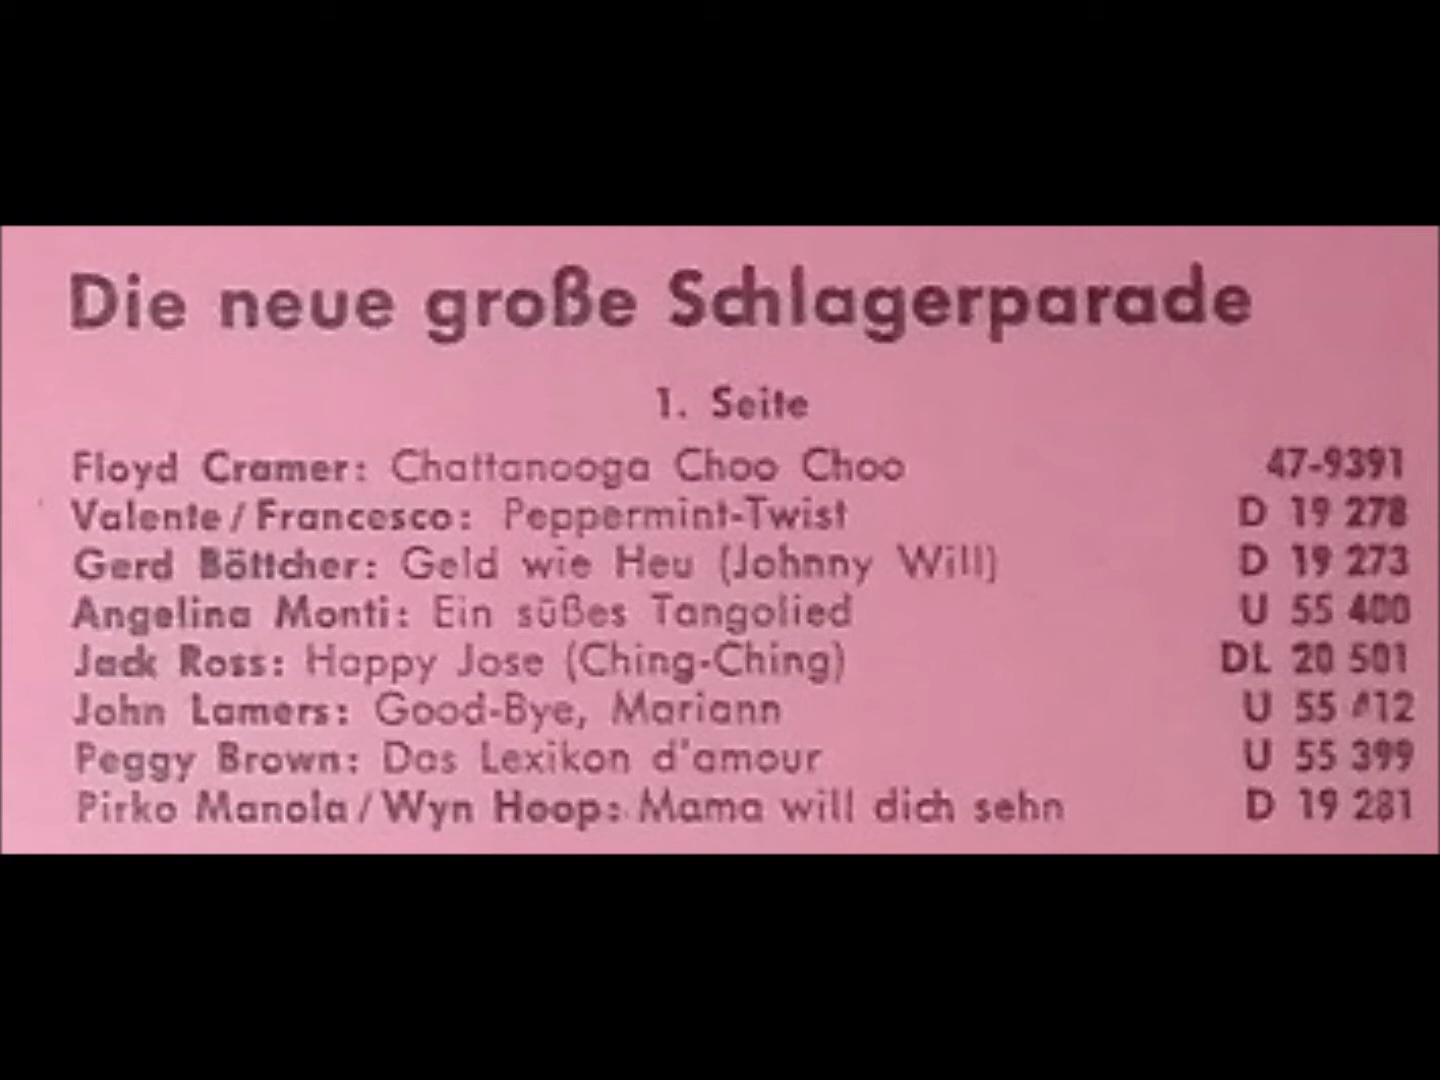 Die neue große Schlagerparade
1. Seite
Floyd Cramer: Chattanooga Choo Choo 47-9391
Valente / Francesco: Peppermint-Twist D 19 278
Gerd Böttcher: Geld wie Heu (Johnny Will) D 19 273
Angelina Monti: Ein süßes Tangolied U 55 400
Jack Ross: Happy Jose (Ching-Ching) DL 20 501
John Lamers: Good-Bye, Mariann U 55 412
Peggy Brown: Das Lexikon d'amour U 55 399
Pirko Manola / Wyn Hoop: Mama will dich sehn D 19 281